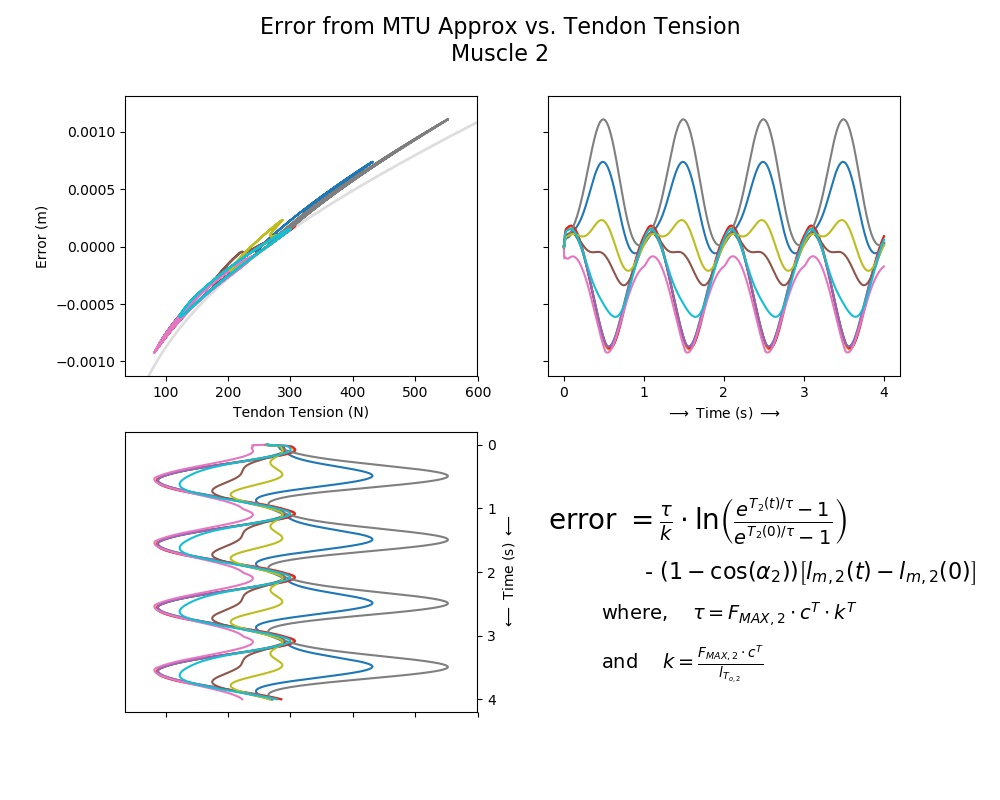 Error from MTU Approx vs. Tendon Tension
Muscle 2
Error (m)
0.0010
0.0005
0.0000
−0.0005
−0.0010
100 200 300 400 500 600
Tendon Tension (N)
0 1 2 3 4
⟶ Time (s) ⟶
0
1
2
3
4
⟵ Time (s) ⟵
error = τ/k · ln((e^{T₂(t)/τ} − 1)/(e^{T₂(0)/τ} − 1))
- (1 − cos(α₂))[l_{m,2}(t) − l_{m,2}(0)]
where, τ = F_{MAX,2} · c^T · k^T
and k = (F_{MAX,2} · c^T)/l_{T_{o,2}}